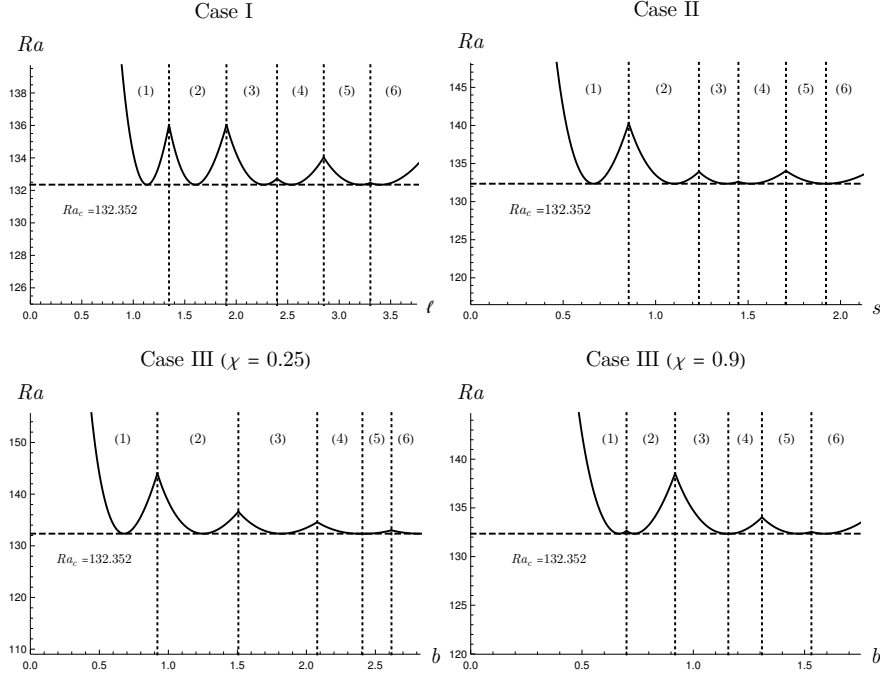 Case I
Ra
138
136
134
132
130
128
126
(1) (2) (3) (4) (5) (6)
Ra_c =132.352
0.0 0.5 1.0 1.5 2.0 2.5 3.0 3.5
ℓ
Case II
Ra
145
140
135
130
125
120
(1) (2) (3) (4) (5) (6)
Ra_c =132.352
0.0 0.5 1.0 1.5 2.0
s
Case III (χ = 0.25)
Ra
150
140
130
120
110
(1) (2) (3) (4) (5) (6)
Ra_c =132.352
0.0 0.5 1.0 1.5 2.0 2.5
b
Case III (χ = 0.9)
Ra
140
135
130
125
120
(1) (2) (3) (4) (5) (6)
Ra_c =132.352
0.0 0.5 1.0 1.5
b